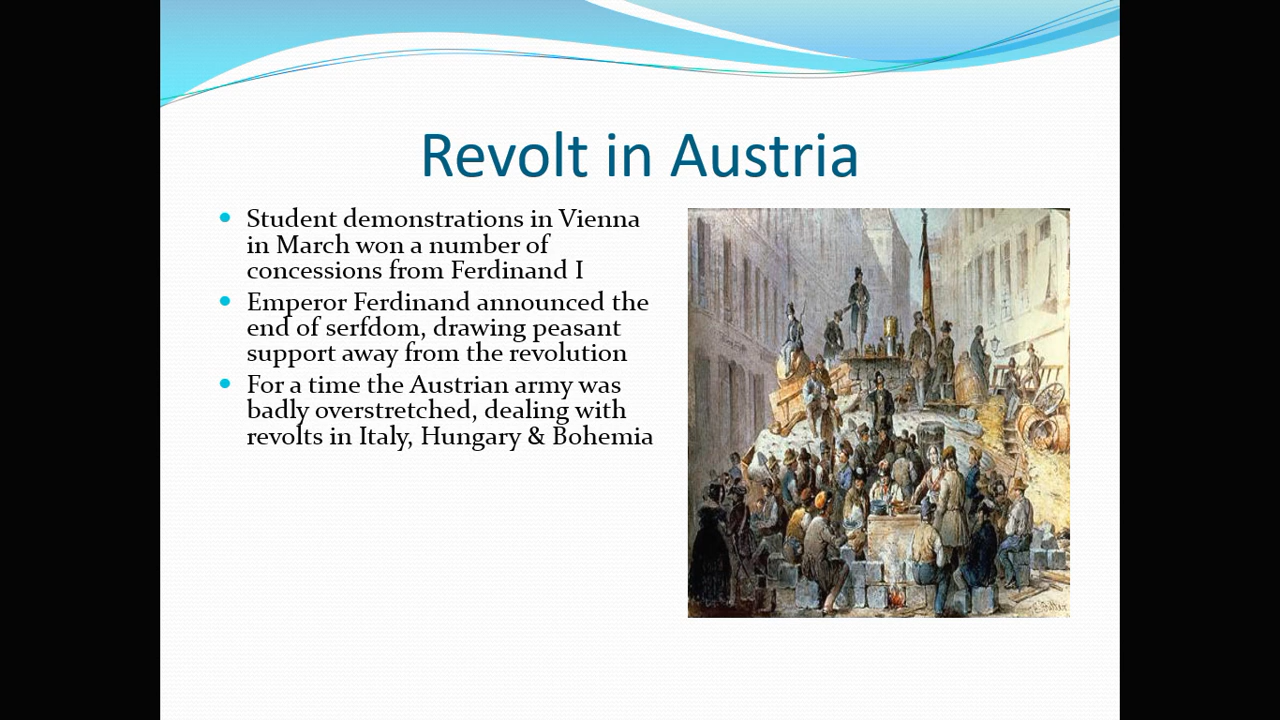 Revolt in Austria
Student demonstrations in Vienna
in March won a number of
concessions from Ferdinand I
Emperor Ferdinand announced the
end of serfdom, drawing peasant
support away from the revolution
For a time the Austrian army was
badly overstretched, dealing with
revolts in Italy, Hungary & Bohemia